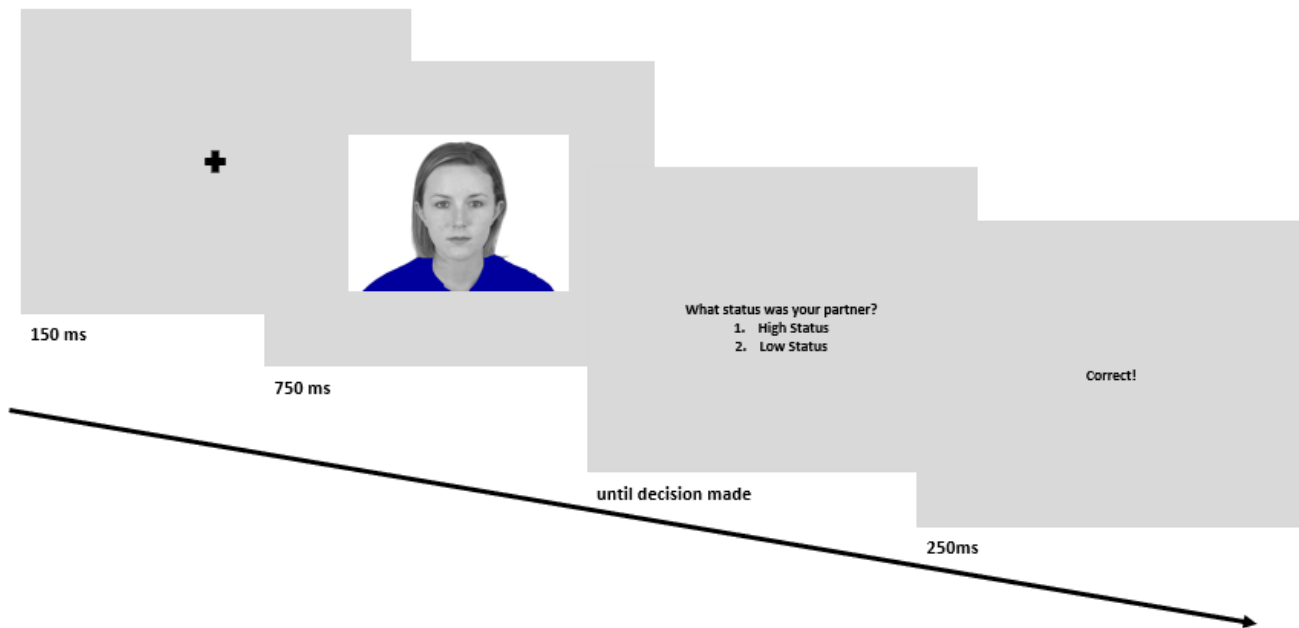 150 ms
750 ms
What status was your partner?
1. High Status
2. Low Status
until decision made
Correct!
250ms